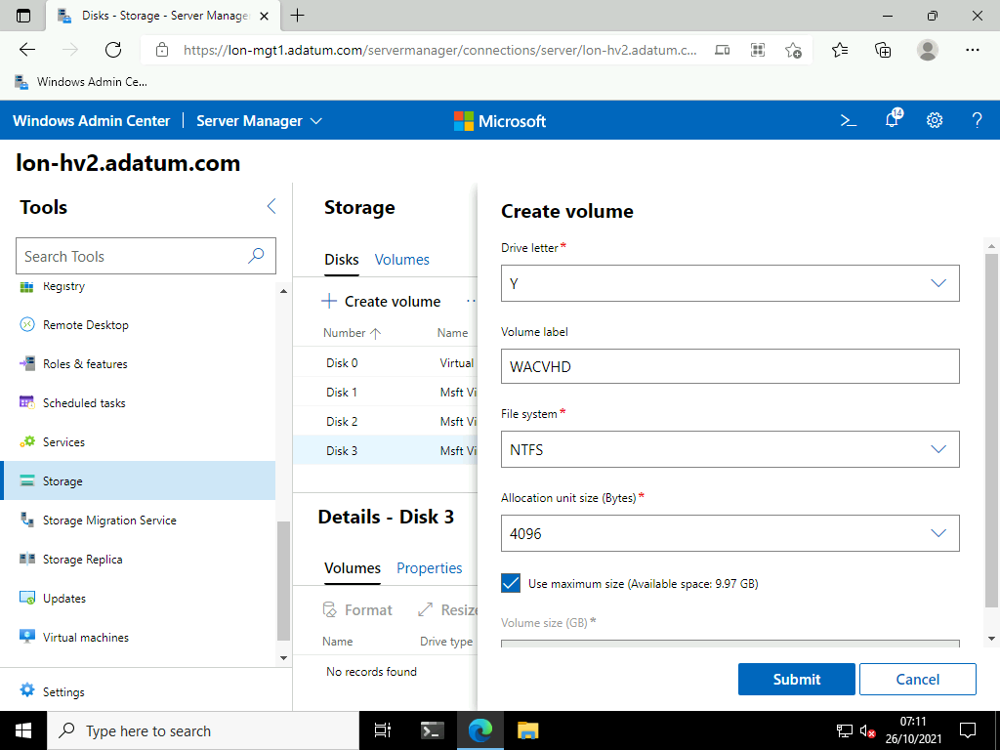 Disks - Storage - Server Manage
https://lon-mgt1.adatum.com/servermanager/connections/server/lon-hv2.adatum.c...
Windows Admin Ce...
Windows Admin Center
Server Manager
Microsoft
14
lon-hv2.adatum.com
Tools
Search Tools
Registry
Remote Desktop
Roles & features
Scheduled tasks
Services
Storage
Storage Migration Service
Storage Replica
Updates
Virtual machines
Settings
Storage
Disks Volumes
Create volume
Number Name
Disk 0 Virtual
Disk 1 Msft Vi
Disk 2 Msft Vi
Disk 3 Msft Vi
Details - Disk 3
Volumes Properties
Format Resize
Name Drive type
No records found
Create volume
Drive letter*
Y
Volume label
WACVHD
File system*
NTFS
Allocation unit size (Bytes)*
4096
Use maximum size (Available space: 9.97 GB)
Volume size (GB)*
Submit Cancel
Type here to search
07:11
26/10/2021